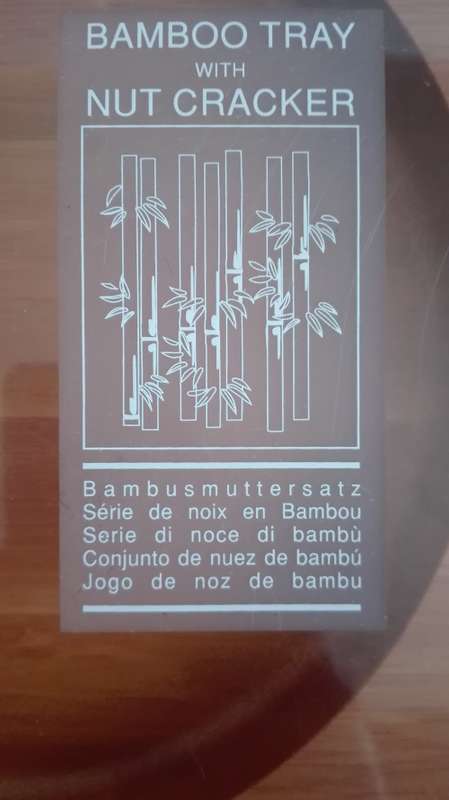 BAMBOO TRAY
WITH
NUT CRACKER
Bambusmuttersatz
Série de noix en Bambou
Serie di noce di bambù
Conjunto de nuez de bambú
Jogo de noz de bambu